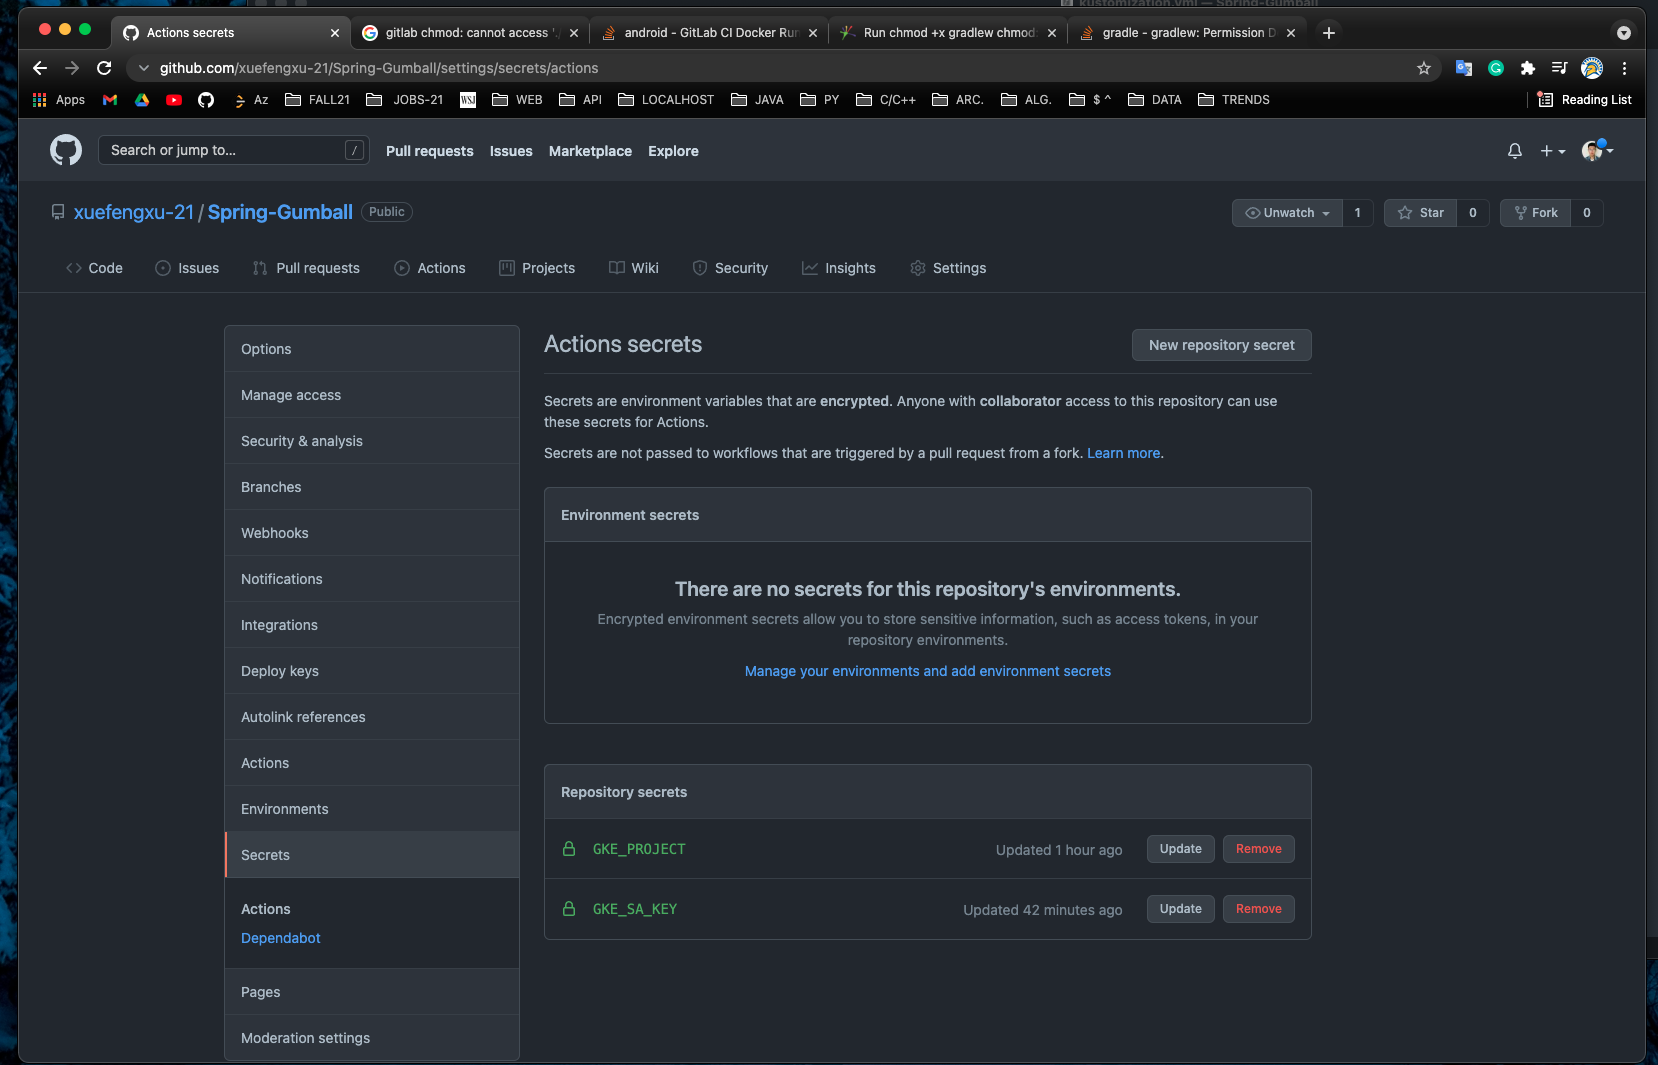 kustomization.yml — Spring-Gumball
Actions secrets
gitlab chmod: cannot access './
android - GitLab CI Docker Run
Run chmod +x gradlew chmod:
gradle - gradlew: Permission D
github.com/xuefengxu-21/Spring-Gumball/settings/secrets/actions
Apps
Az
FALL21
JOBS-21
WSJ
WEB
API
LOCALHOST
JAVA
PY
C/C++
ARC.
ALG.
$ ^
DATA
TRENDS
Reading List
Search or jump to...
/
Pull requests
Issues
Marketplace
Explore
xuefengxu-21 / Spring-Gumball
Public
Unwatch
1
Star
0
Fork
0
Code
Issues
Pull requests
Actions
Projects
Wiki
Security
Insights
Settings
Options
Manage access
Security & analysis
Branches
Webhooks
Notifications
Integrations
Deploy keys
Autolink references
Actions
Environments
Secrets
Actions
Dependabot
Pages
Moderation settings
Actions secrets
New repository secret
Secrets are environment variables that are encrypted. Anyone with collaborator access to this repository can use
these secrets for Actions.
Secrets are not passed to workflows that are triggered by a pull request from a fork. Learn more.
Environment secrets
There are no secrets for this repository's environments.
Encrypted environment secrets allow you to store sensitive information, such as access tokens, in your
repository environments.
Manage your environments and add environment secrets
Repository secrets
GKE_PROJECT
Updated 1 hour ago
Update
Remove
GKE_SA_KEY
Updated 42 minutes ago
Update
Remove